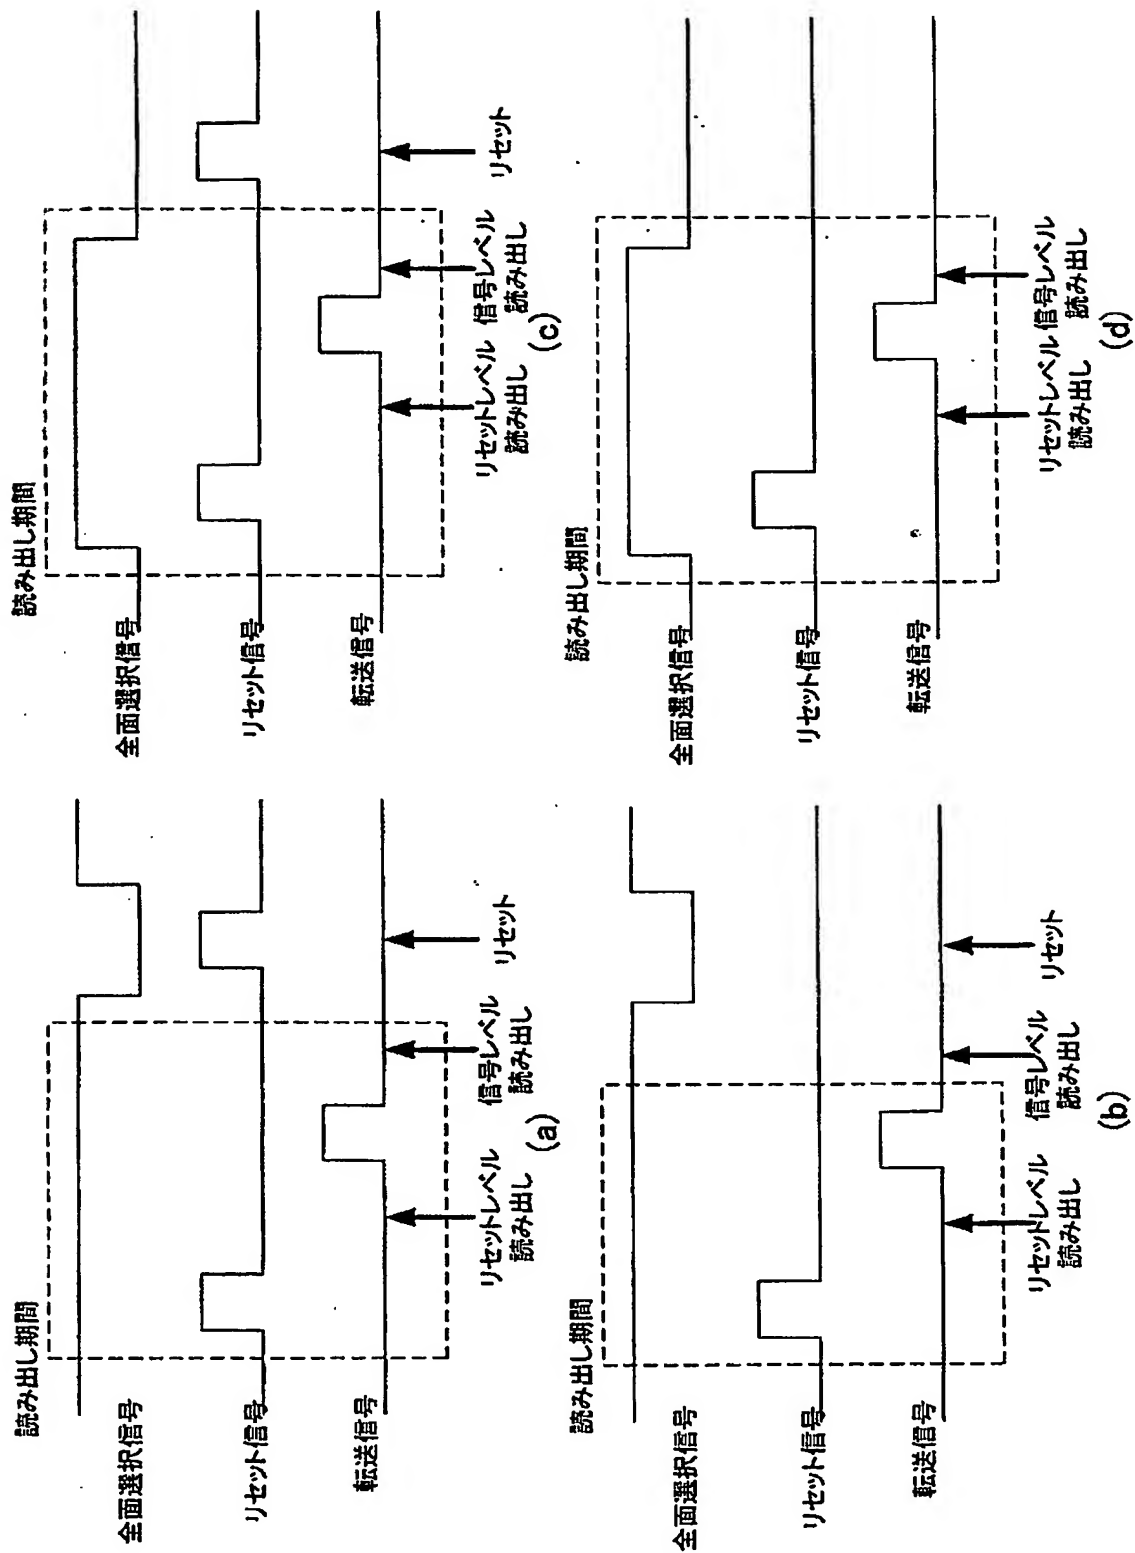 読み出し期間
全面選択信号
リセット信号
転送信号
リセットレベル
読み出し
信号レベル
読み出し
リセット
(a)
読み出し期間
全面選択信号
リセット信号
転送信号
リセットレベル
読み出し
信号レベル
読み出し
リセット
(b)
読み出し期間
全面選択信号
リセット信号
転送信号
リセットレベル
読み出し
信号レベル
読み出し
リセット
(c)
読み出し期間
全面選択信号
リセット信号
転送信号
リセットレベル
読み出し
信号レベル
読み出し
(d)